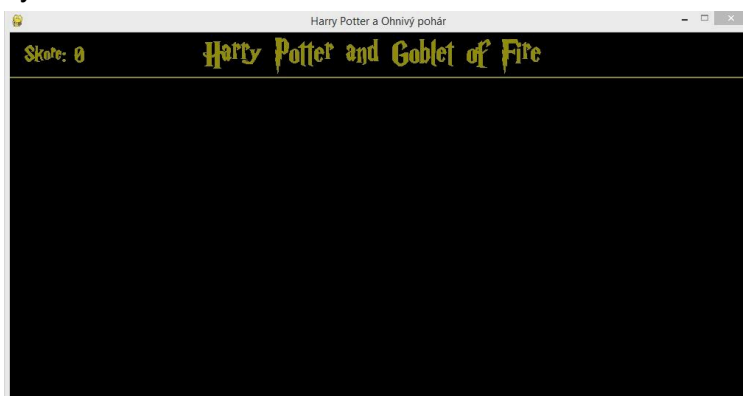 Harry Potter a Ohnivý pohár
Skore: 0
Harry Potter and Goblet of Fire